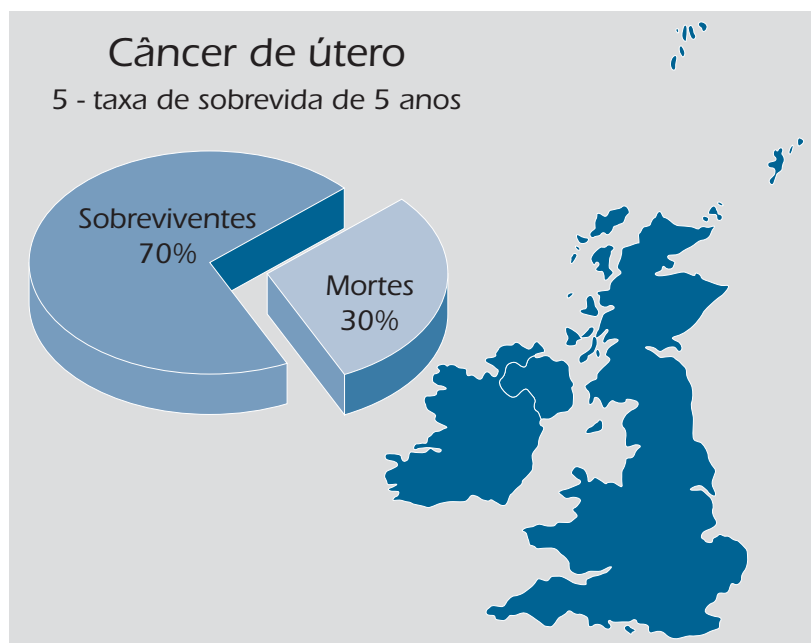 Câncer de útero
5 - taxa de sobrevida de 5 anos
Sobreviventes
70%
Mortes
30%